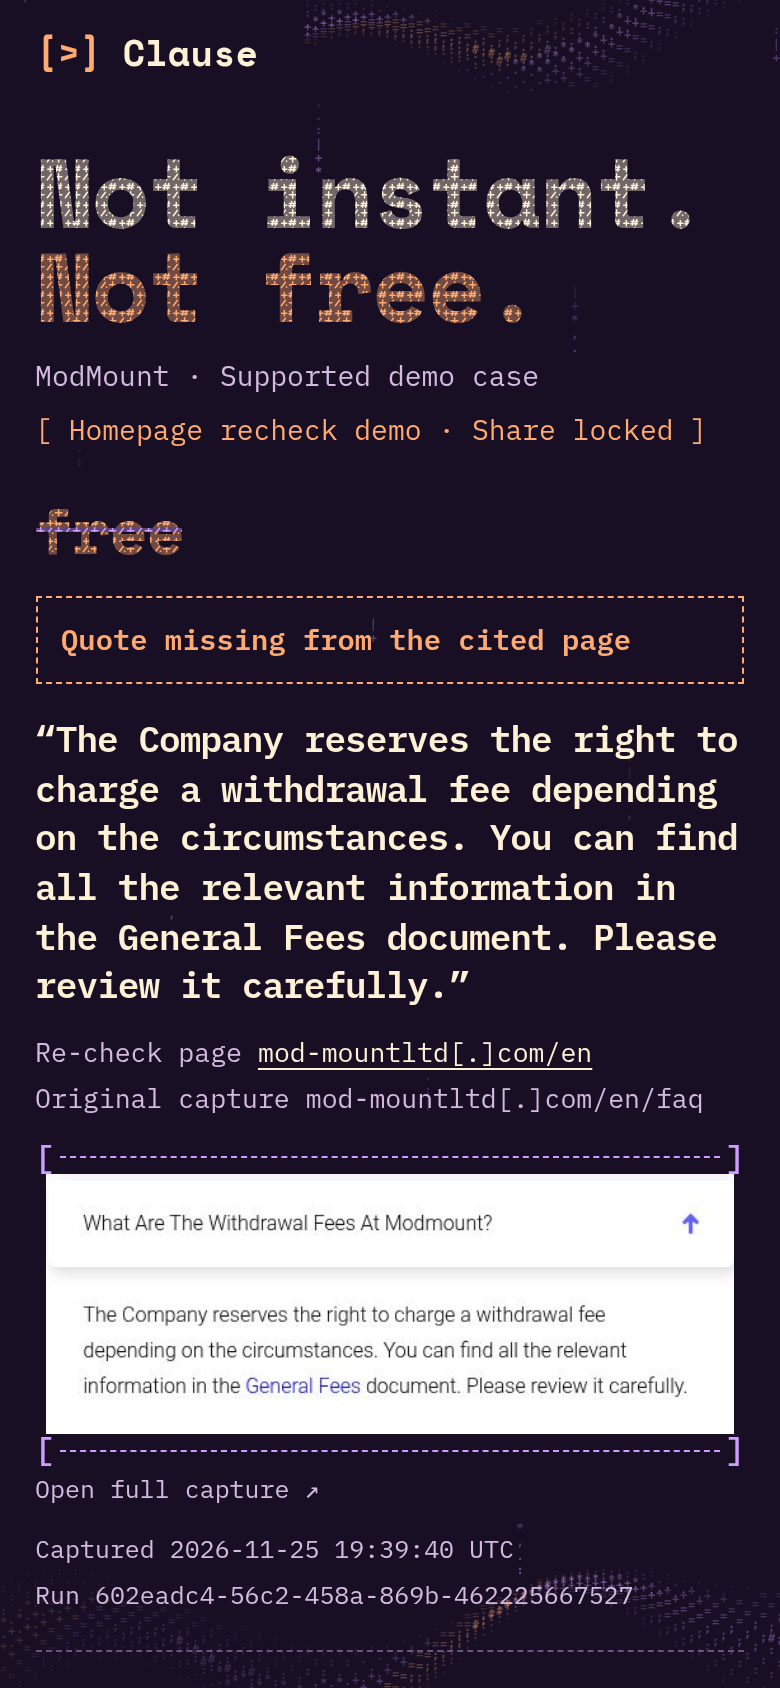 [>] Clause
Not instant.
Not free.
ModMount · Supported demo case
[ Homepage recheck demo · Share locked ]
free
Quote missing from the cited page
“The Company reserves the right to
charge a withdrawal fee depending
on the circumstances. You can find
all the relevant information in
the General Fees document. Please
review it carefully.”
Re-check page mod-mountltd[.]com/en
Original capture mod-mountltd[.]com/en/faq
What Are The Withdrawal Fees At Modmount?
The Company reserves the right to charge a withdrawal fee
depending on the circumstances. You can find all the relevant
information in the General Fees document. Please review it carefully.
Open full capture ↗
Captured 2026-11-25 19:39:40 UTC
Run 602eadc4-56c2-458a-869b-462225667527